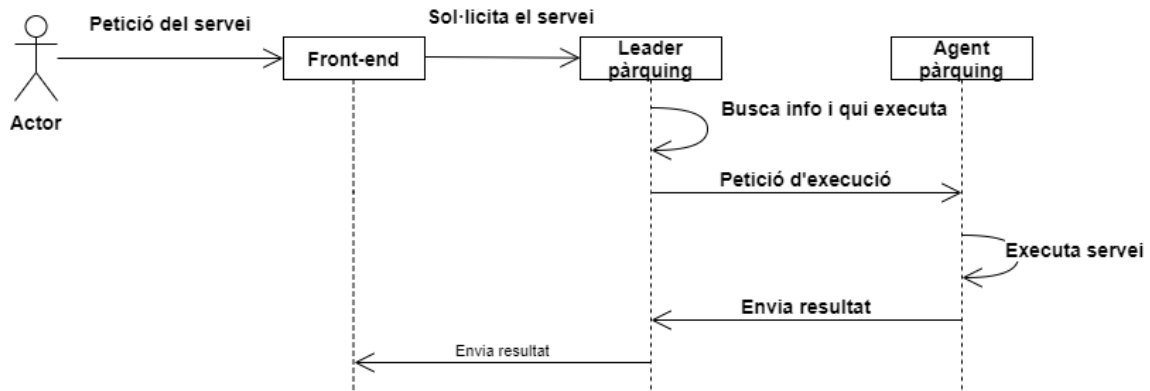 Petició del servei
Sol·licita el servei
Actor
Front-end
Leader
pàrquing
Agent
pàrquing
Busca info i qui executa
Petició d'execució
Executa servei
Envia resultat
Envia resultat